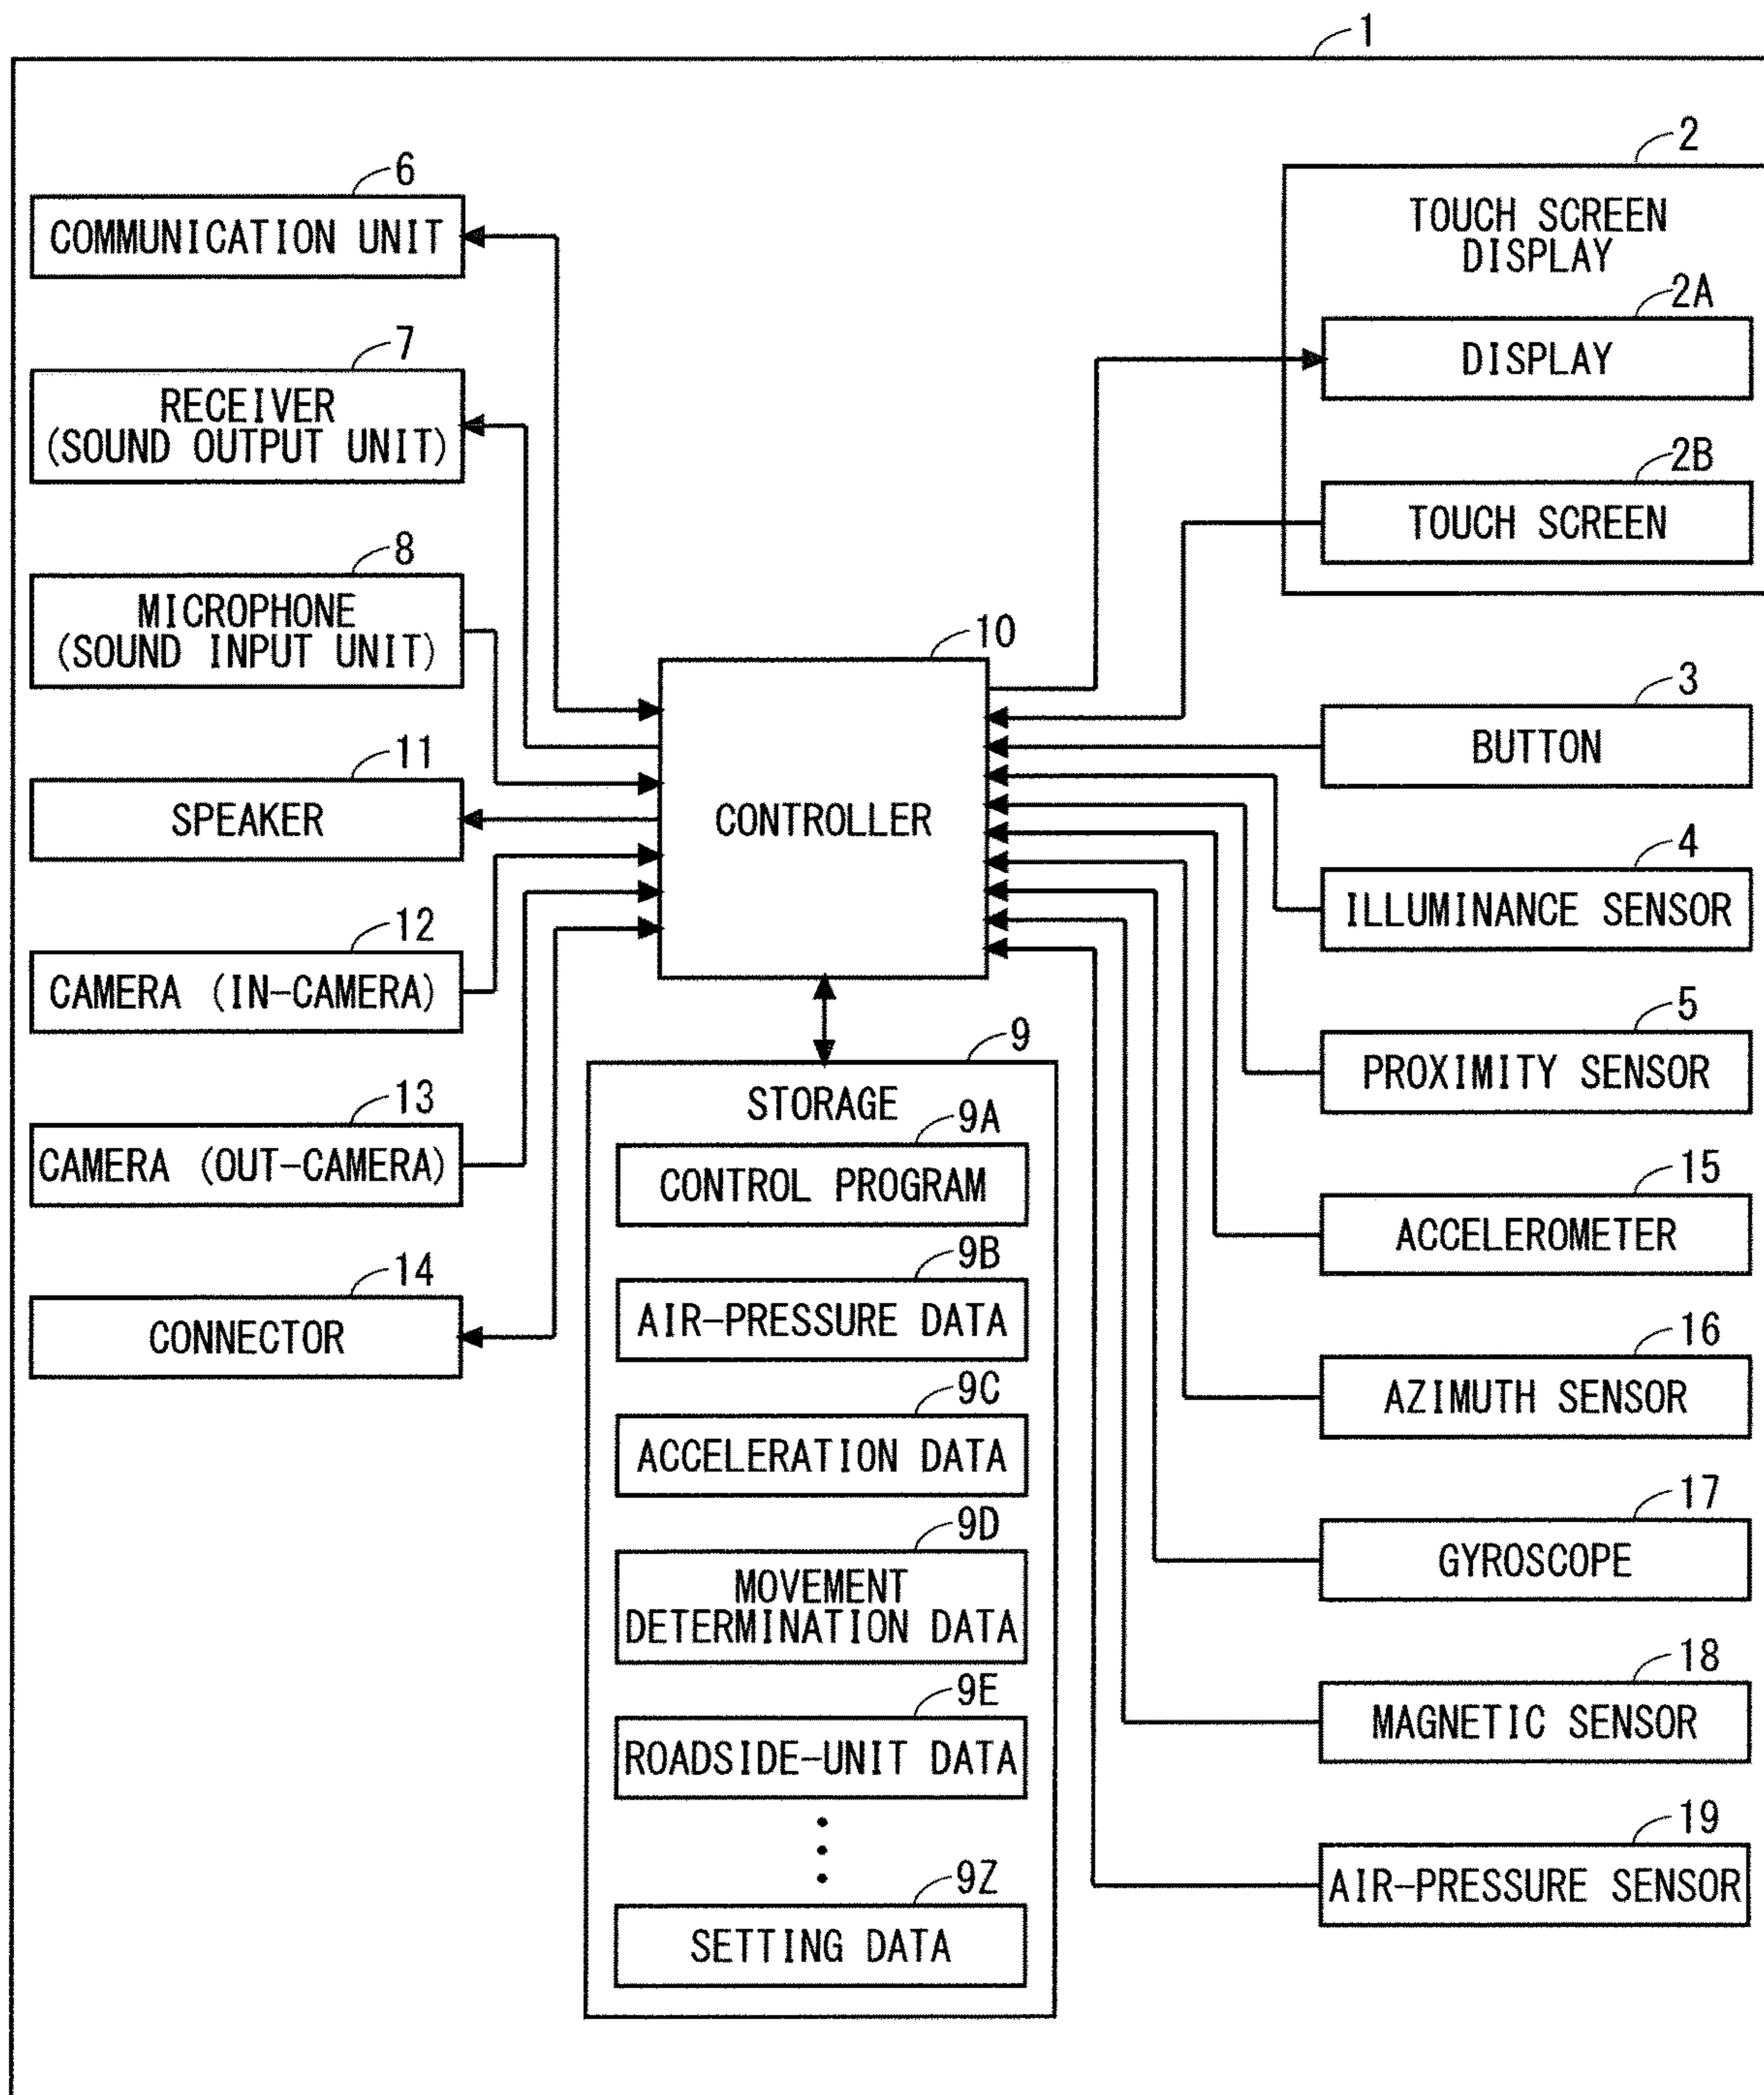 1
6
COMMUNICATION UNIT
7
RECEIVER
(SOUND OUTPUT UNIT)
8
MICROPHONE
(SOUND INPUT UNIT)
11
SPEAKER
12
CAMERA (IN-CAMERA)
13
CAMERA (OUT-CAMERA)
14
CONNECTOR
10
CONTROLLER
9
STORAGE
9A
CONTROL PROGRAM
9B
AIR-PRESSURE DATA
9C
ACCELERATION DATA
9D
MOVEMENT
DETERMINATION DATA
9E
ROADSIDE-UNIT DATA
9Z
SETTING DATA
2
TOUCH SCREEN
DISPLAY
2A
DISPLAY
2B
TOUCH SCREEN
3
BUTTON
4
ILLUMINANCE SENSOR
5
PROXIMITY SENSOR
15
ACCELEROMETER
16
AZIMUTH SENSOR
17
GYROSCOPE
18
MAGNETIC SENSOR
19
AIR-PRESSURE SENSOR